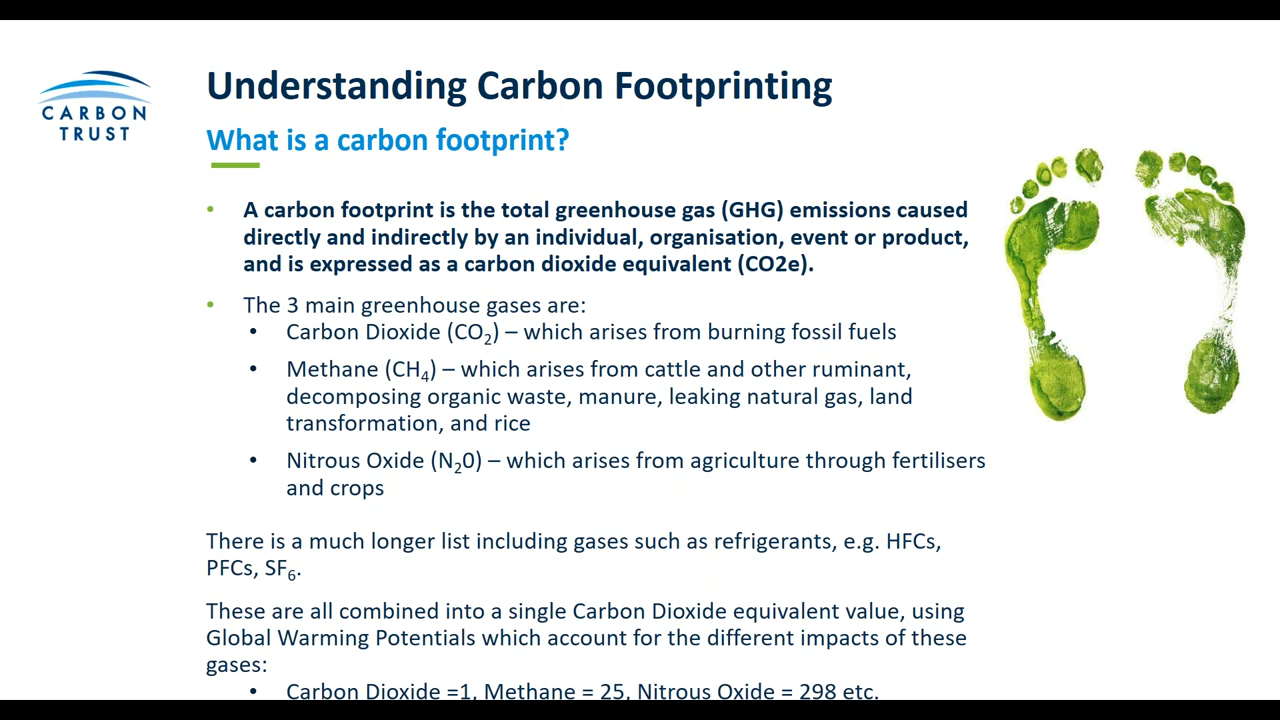 CARBON
TRUST
Understanding Carbon Footprinting
What is a carbon footprint?
• A carbon footprint is the total greenhouse gas (GHG) emissions caused
directly and indirectly by an individual, organisation, event or product,
and is expressed as a carbon dioxide equivalent (CO2e).
• The 3 main greenhouse gases are:
• Carbon Dioxide (CO₂) – which arises from burning fossil fuels
• Methane (CH₄) – which arises from cattle and other ruminant,
decomposing organic waste, manure, leaking natural gas, land
transformation, and rice
• Nitrous Oxide (N₂0) – which arises from agriculture through fertilisers
and crops
There is a much longer list including gases such as refrigerants, e.g. HFCs,
PFCs, SF₆.
These are all combined into a single Carbon Dioxide equivalent value, using
Global Warming Potentials which account for the different impacts of these
gases:
• Carbon Dioxide =1, Methane = 25, Nitrous Oxide = 298 etc.